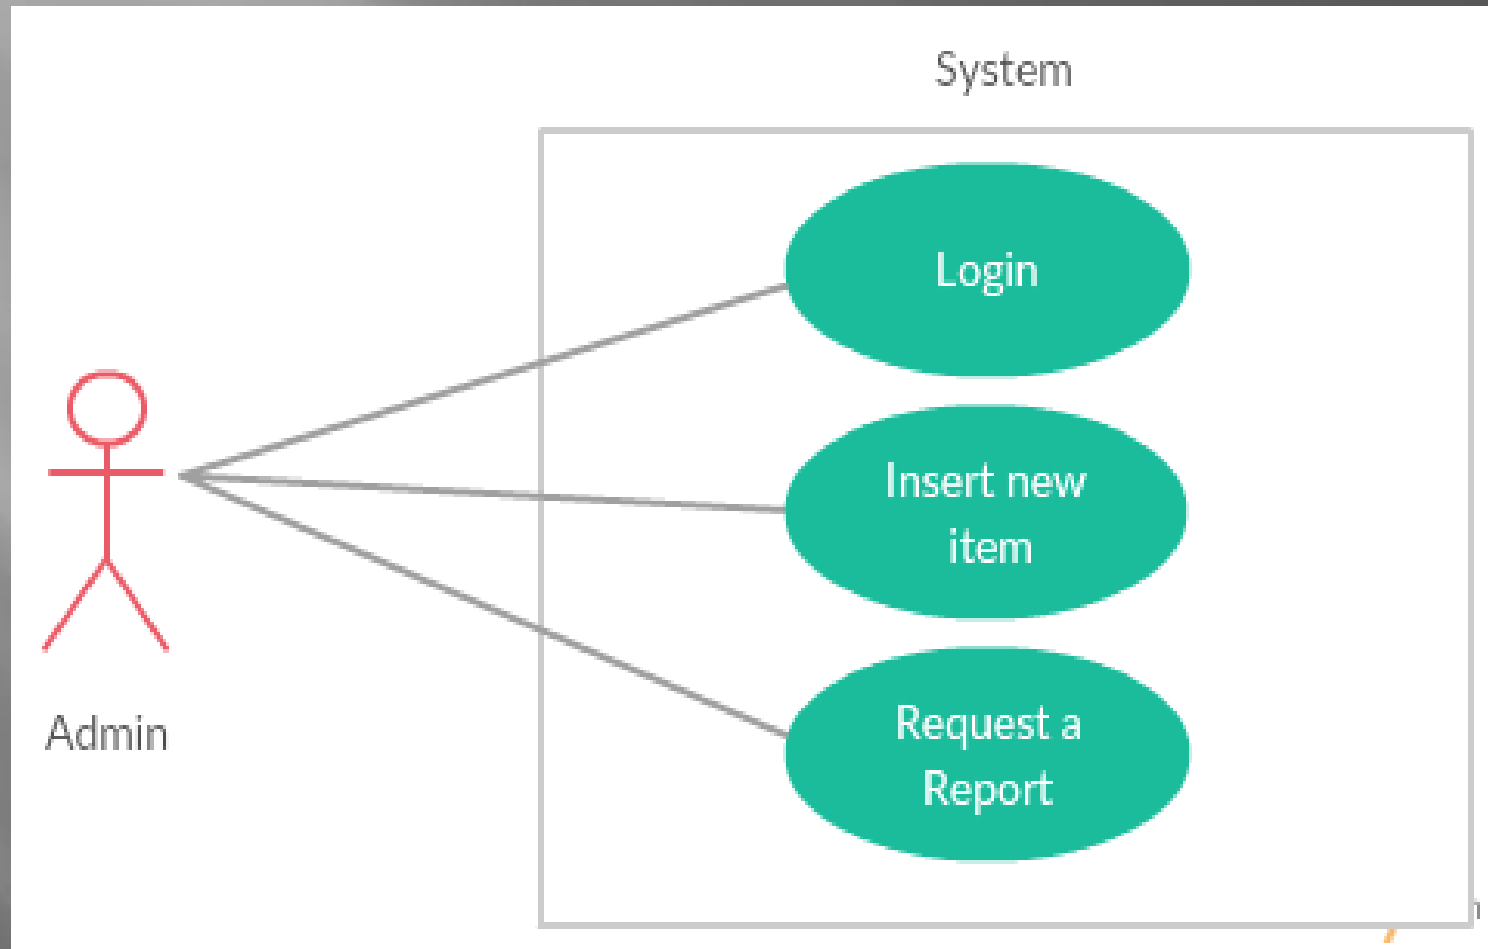 System
Login
Insert new
item
Request a
Report
Admin